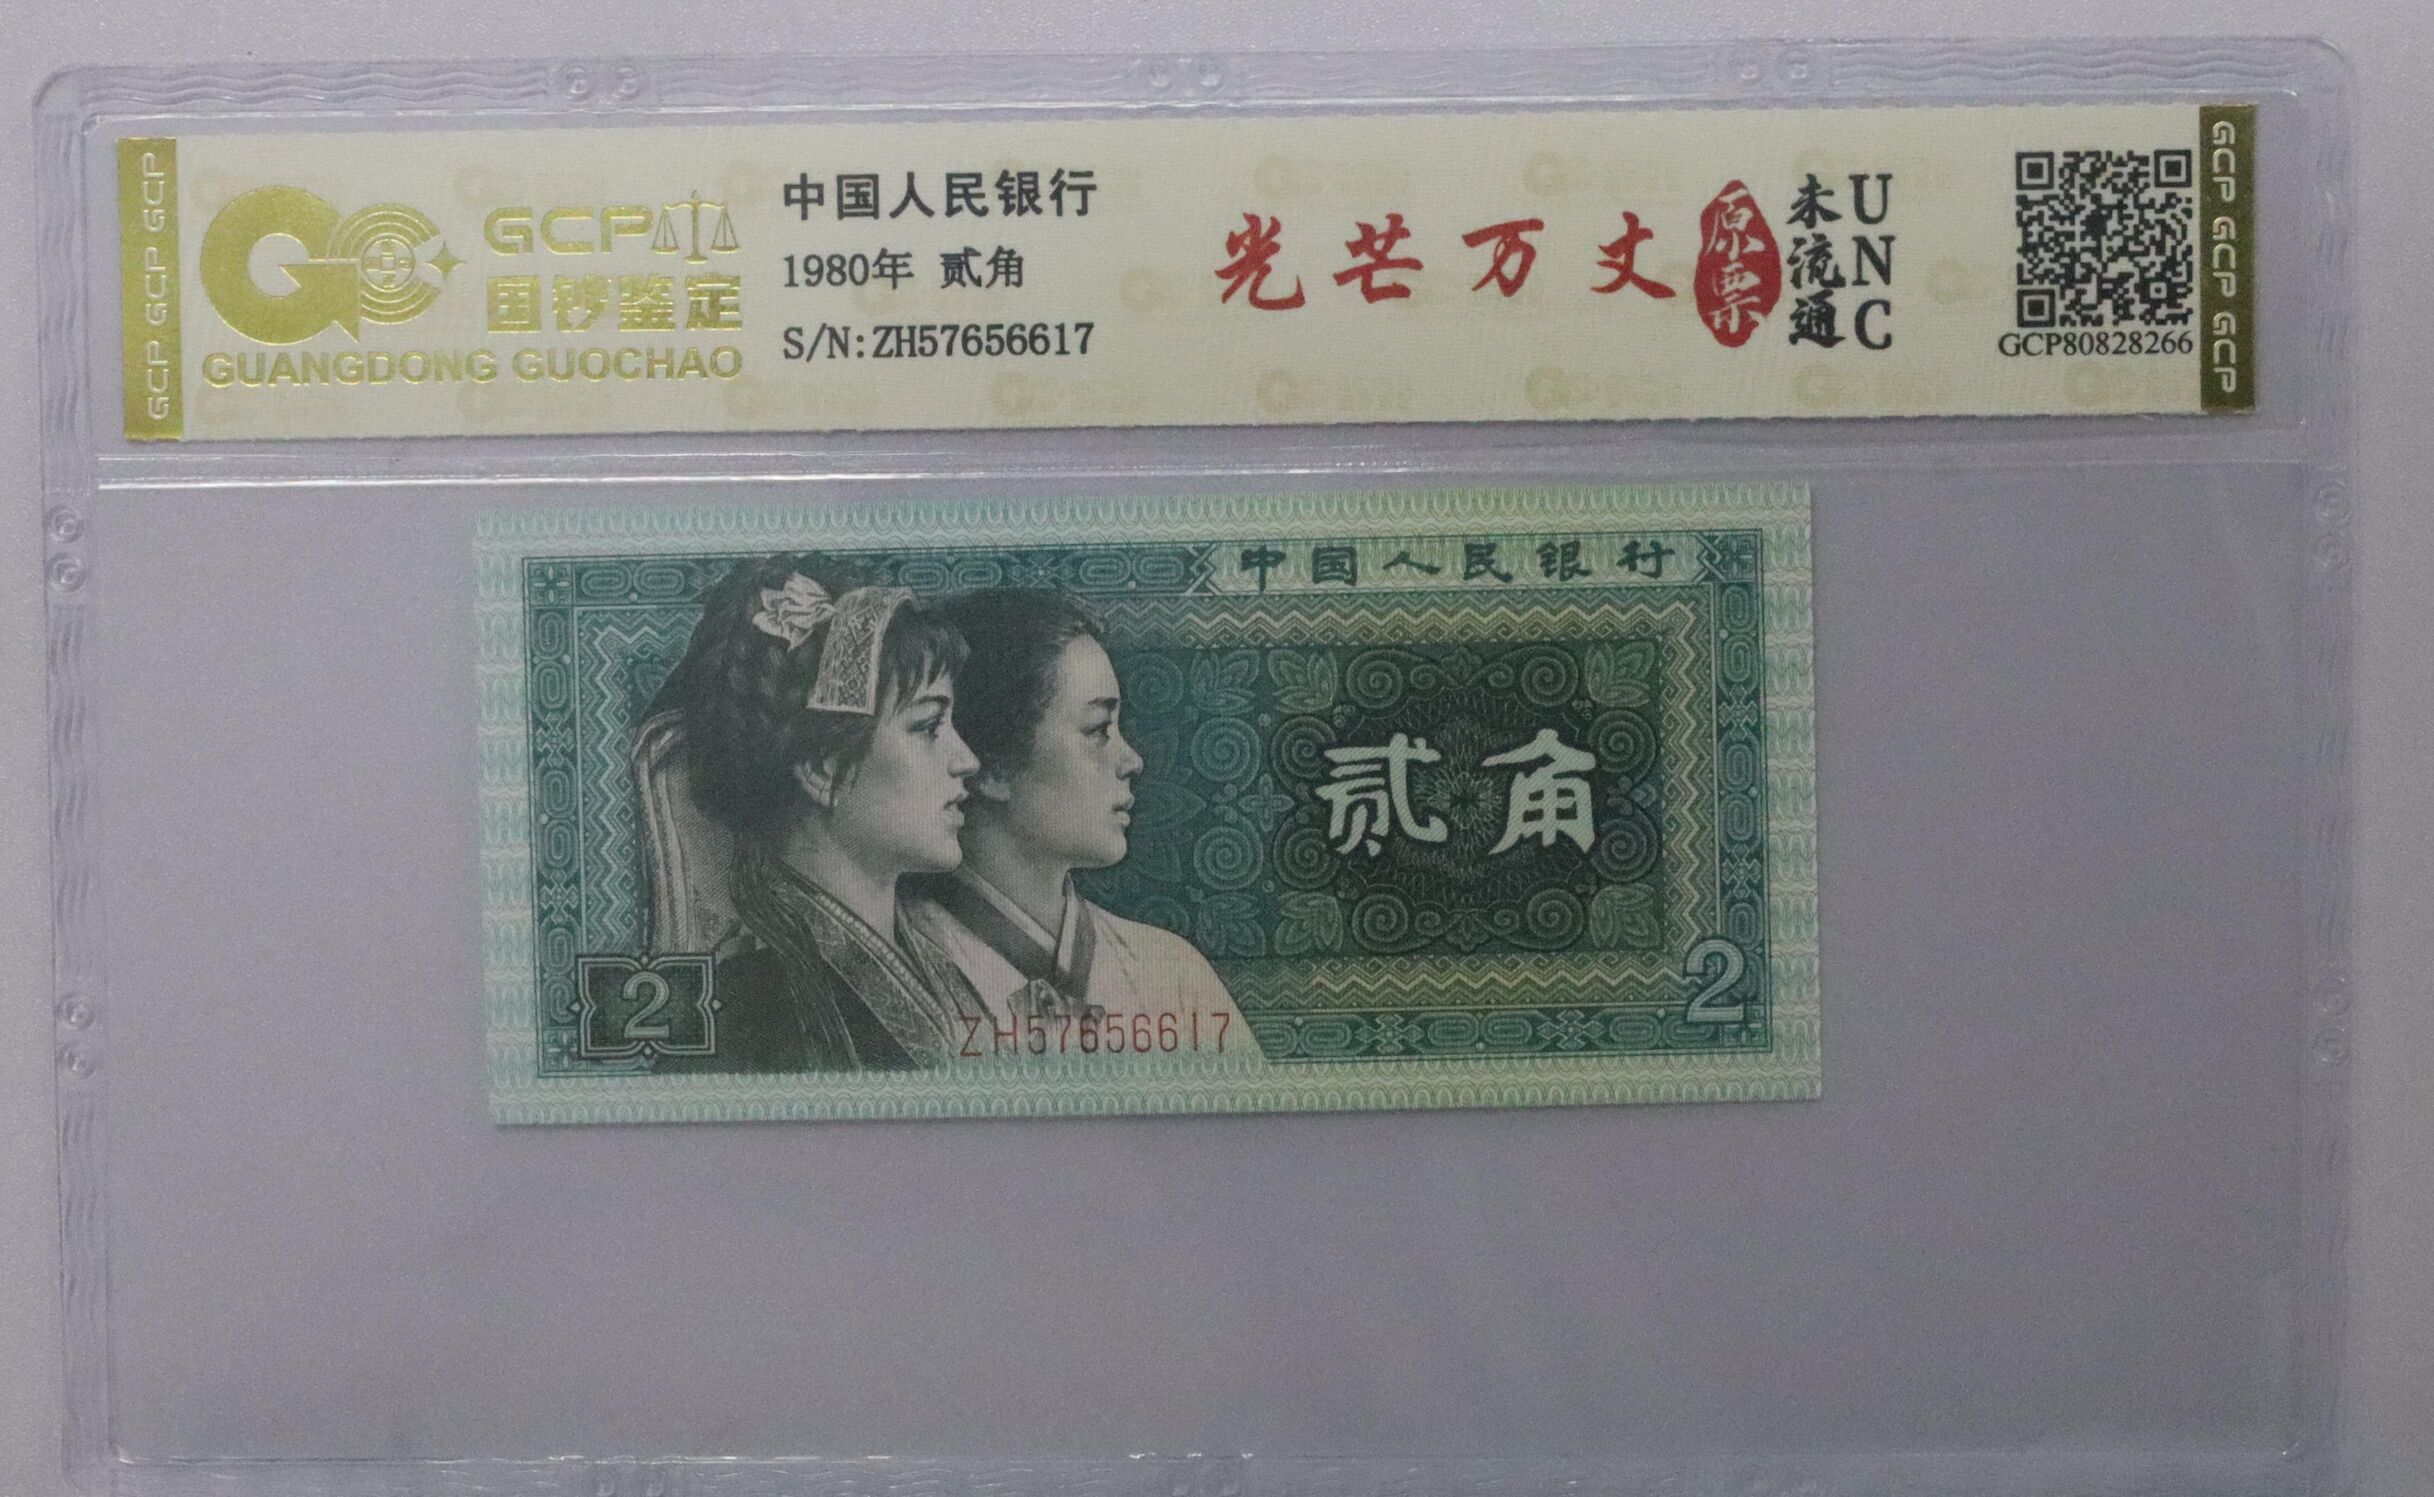 GCP GCP GCP
GCP
国钞鉴定
GUANGDONG GUOCHAO
中国人民银行
1980年 贰角
S/N:ZH57656617
光芒万丈
原票
未流通
UNC
GCP80828266
GCP GCP GCP
中国人民银行
贰角
2
2
ZH57656617